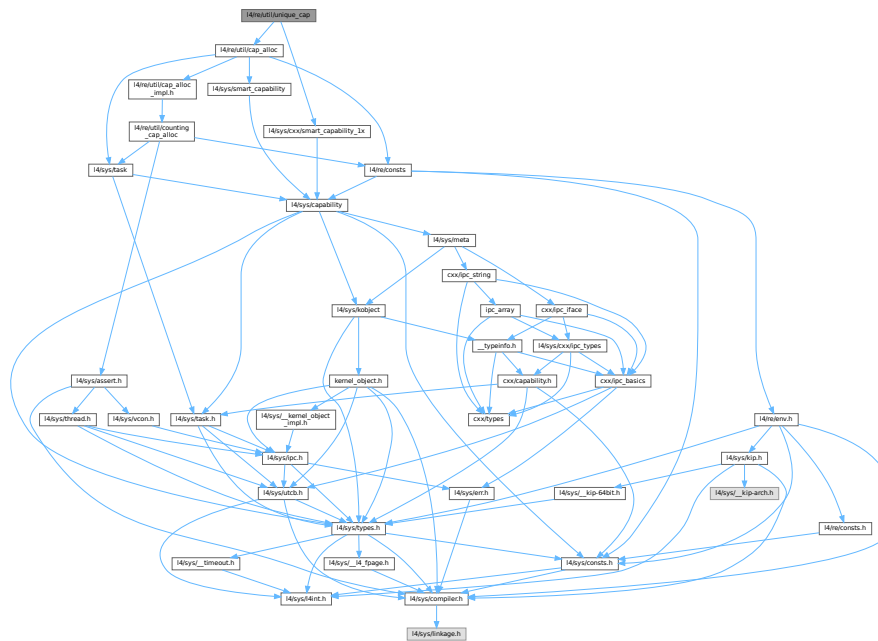 l4/re/util/unique_cap
l4/re/util/cap_alloc
l4/re/util/cap_alloc
_impl.h
l4/sys/smart_capability
l4/re/util/counting
_cap_alloc
l4/sys/cxx/smart_capability_1x
l4/sys/task
l4/re/consts
l4/sys/capability
l4/sys/meta
cxx/ipc_string
l4/sys/kobject
ipc_array
cxx/ipc_iface
__typeinfo.h
l4/sys/cxx/ipc_types
l4/sys/assert.h
kernel_object.h
cxx/capability.h
cxx/ipc_basics
l4/sys/thread.h
l4/sys/vcon.h
l4/sys/task.h
l4/sys/__kernel_object
_impl.h
cxx/types
l4/re/env.h
l4/sys/ipc.h
l4/sys/kip.h
l4/sys/utcb.h
l4/sys/err.h
l4/sys/__kip-64bit.h
l4/sys/__kip-arch.h
l4/sys/types.h
l4/re/consts.h
l4/sys/__timeout.h
l4/sys/__l4_fpage.h
l4/sys/consts.h
l4/sys/l4int.h
l4/sys/compiler.h
l4/sys/linkage.h